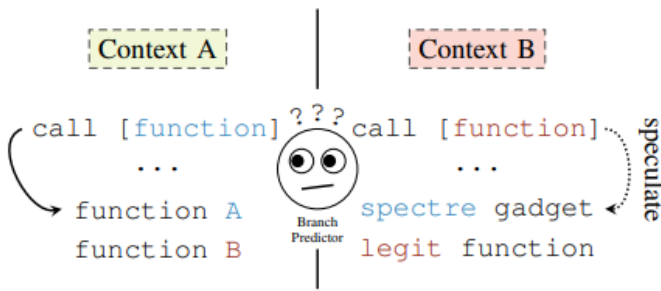 Context A
Context B
? ? ?
call [function]
call [function]
...
...
speculate
function A
spectre gadget
Branch
Predictor
function B
legit function